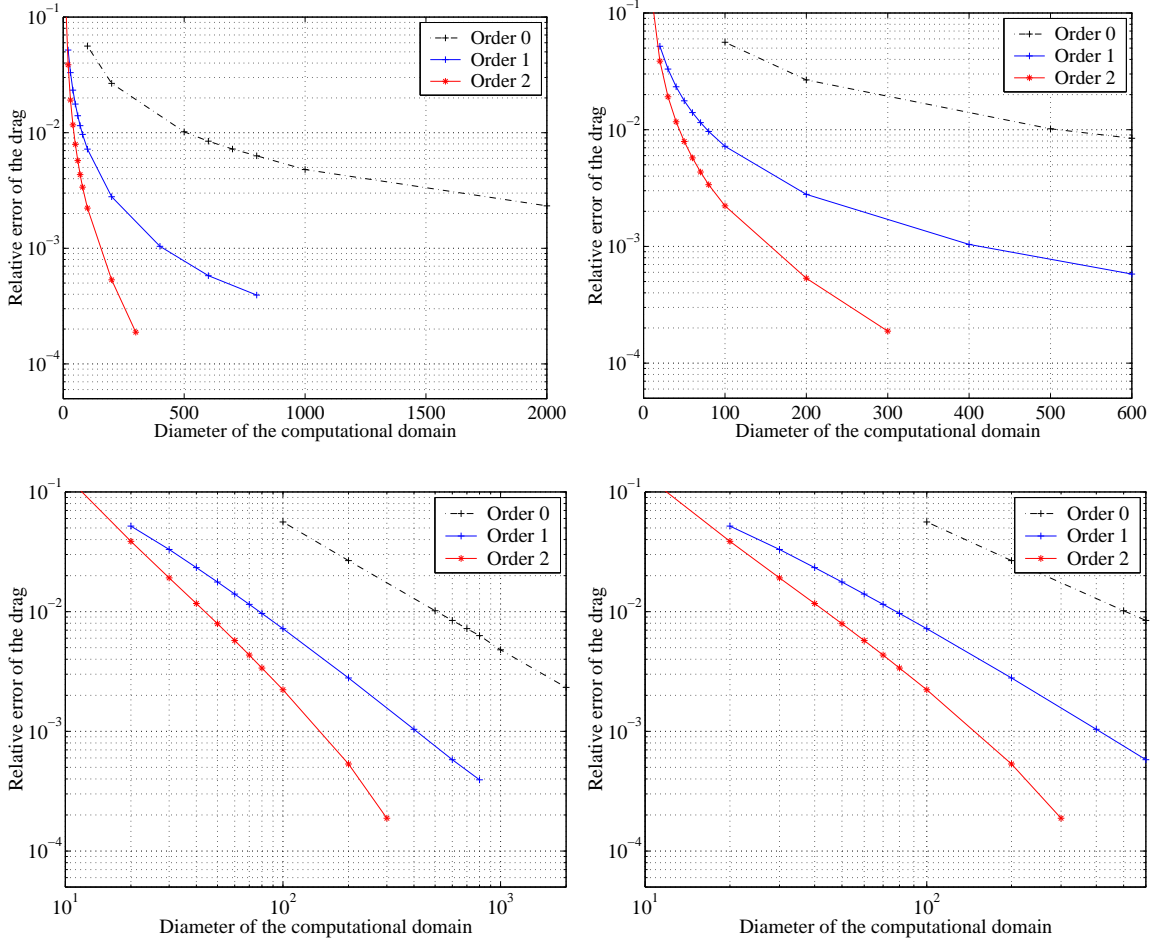 Relative error of the drag
10^-1
10^-2
10^-3
10^-4
Order 0
Order 1
Order 2
0 500 1000 1500 2000
Diameter of the computational domain
Relative error of the drag
10^-1
10^-2
10^-3
10^-4
Order 0
Order 1
Order 2
0 100 200 300 400 500 600
Diameter of the computational domain
Relative error of the drag
10^-1
10^-2
10^-3
10^-4
Order 0
Order 1
Order 2
10^1 10^2 10^3
Diameter of the computational domain
Relative error of the drag
10^-1
10^-2
10^-3
10^-4
Order 0
Order 1
Order 2
10^1 10^2
Diameter of the computational domain